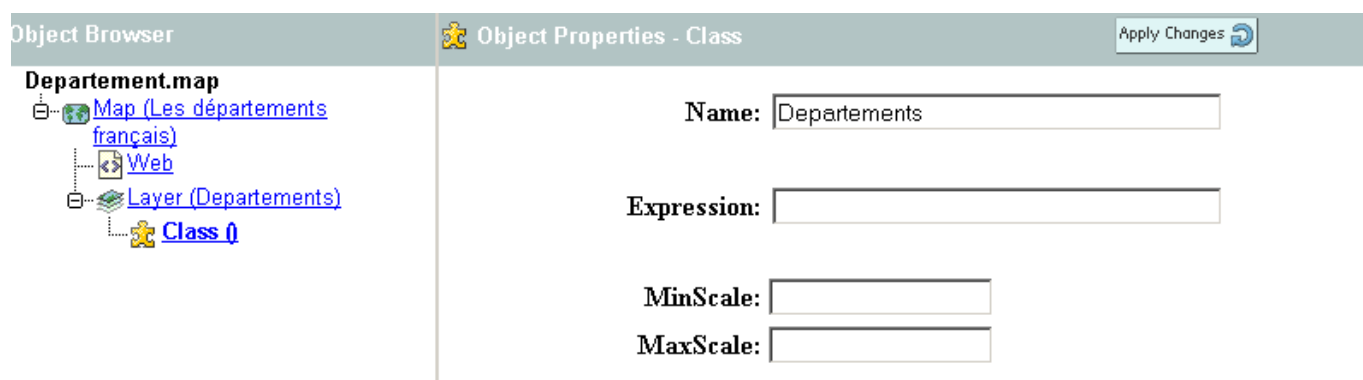 Object Browser
Object Properties - Class
Apply Changes
Departement.map
Map (Les départements
français)
Web
Layer (Departements)
Class ()
Name: Departements
Expression:
MinScale:
MaxScale: